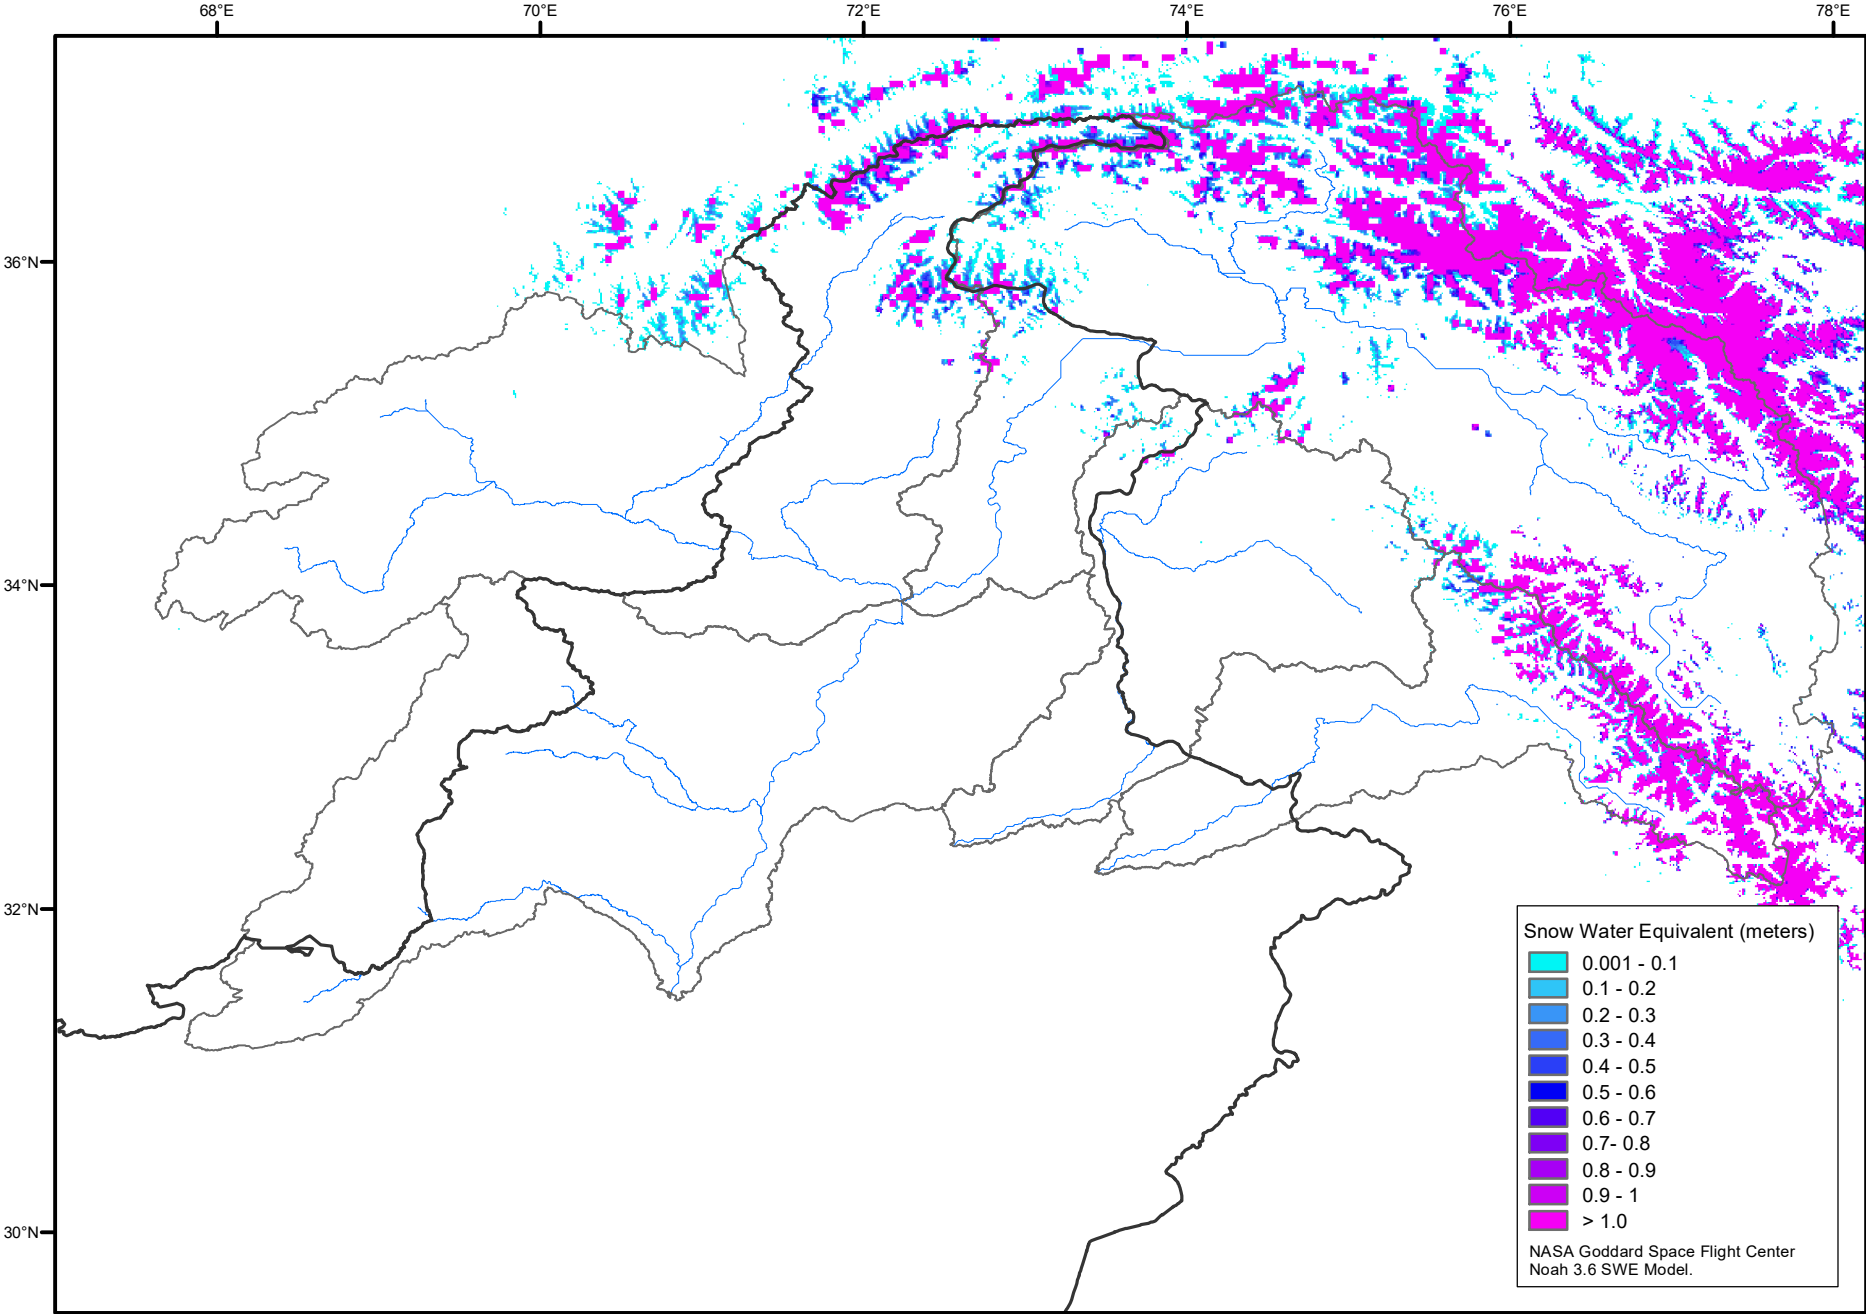 68°E 70°E 72°E 74°E 76°E 78°E
36°N
34°N
32°N
30°N
Snow Water Equivalent (meters)
0.001 - 0.1
0.1 - 0.2
0.2 - 0.3
0.3 - 0.4
0.4 - 0.5
0.5 - 0.6
0.6 - 0.7
0.7- 0.8
0.8 - 0.9
0.9 - 1
> 1.0
NASA Goddard Space Flight Center
Noah 3.6 SWE Model.